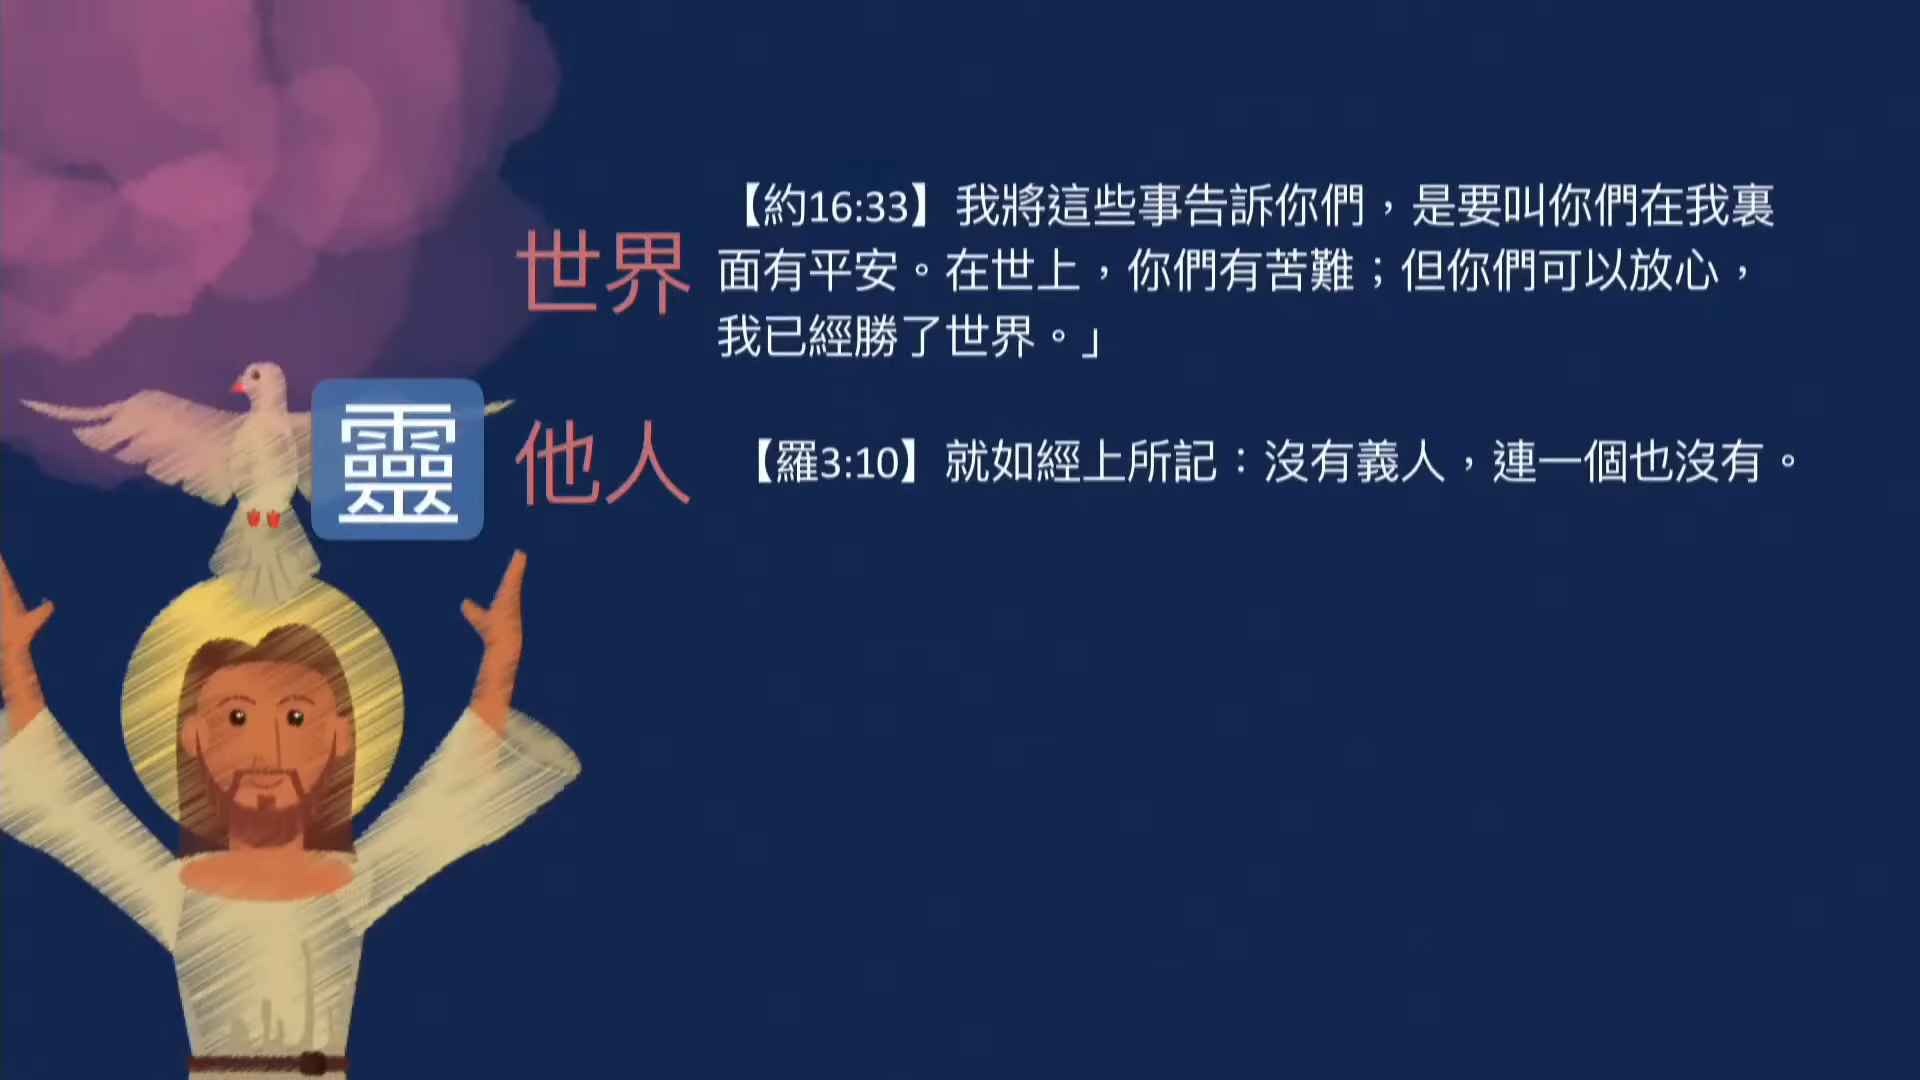 世界
【約16:33】我將這些事告訴你們，是要叫你們在我裏
面有平安。在世上，你們有苦難；但你們可以放心，
我已經勝了世界。」
靈
他人
【羅3:10】就如經上所記：沒有義人，連一個也沒有。